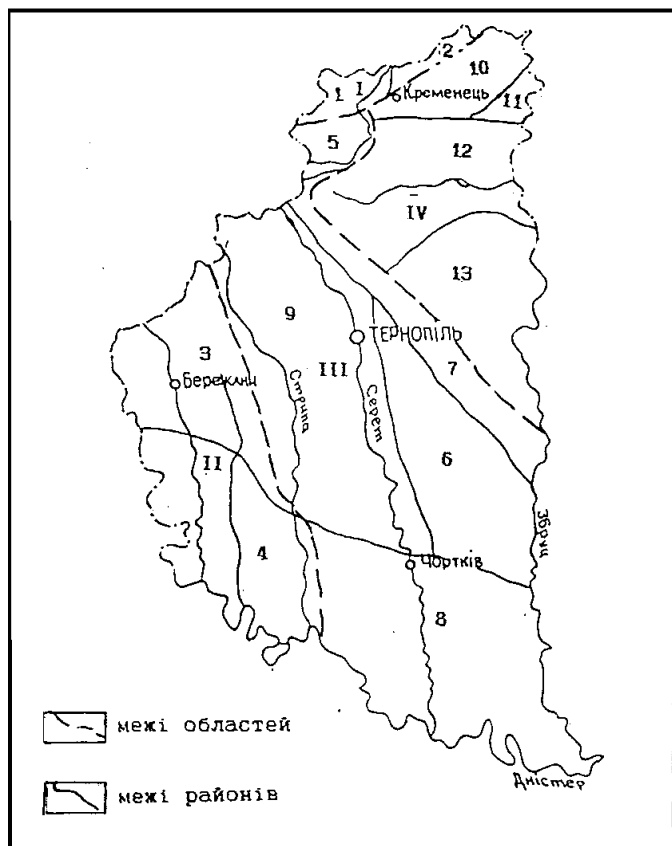 2
10
1 I
Кременець
11
5
12
IV
13
9
3
ТЕРНОПІЛЬ
7
III
Бережани
Стрипа
Серет
6
II
Збруч
Чортків
4
8
межі областей
межі районів
Дністер